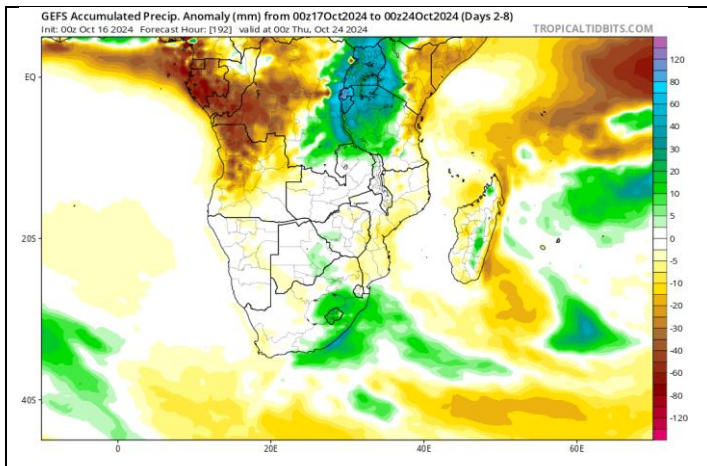 GEFS Accumulated Precip. Anomaly (mm) from 00z17Oct2024 to 00z24Oct2024 (Days 2-8)
Init: 00z Oct 16 2024 Forecast Hour: [192] valid at 00z Thu, Oct 24 2024 TROPICALTIDBITS.COM
EQ
20S
40S
0
20E
40E
60E
120
80
60
50
40
30
20
10
5
0
-5
-10
-20
-30
-40
-50
-60
-80
-120